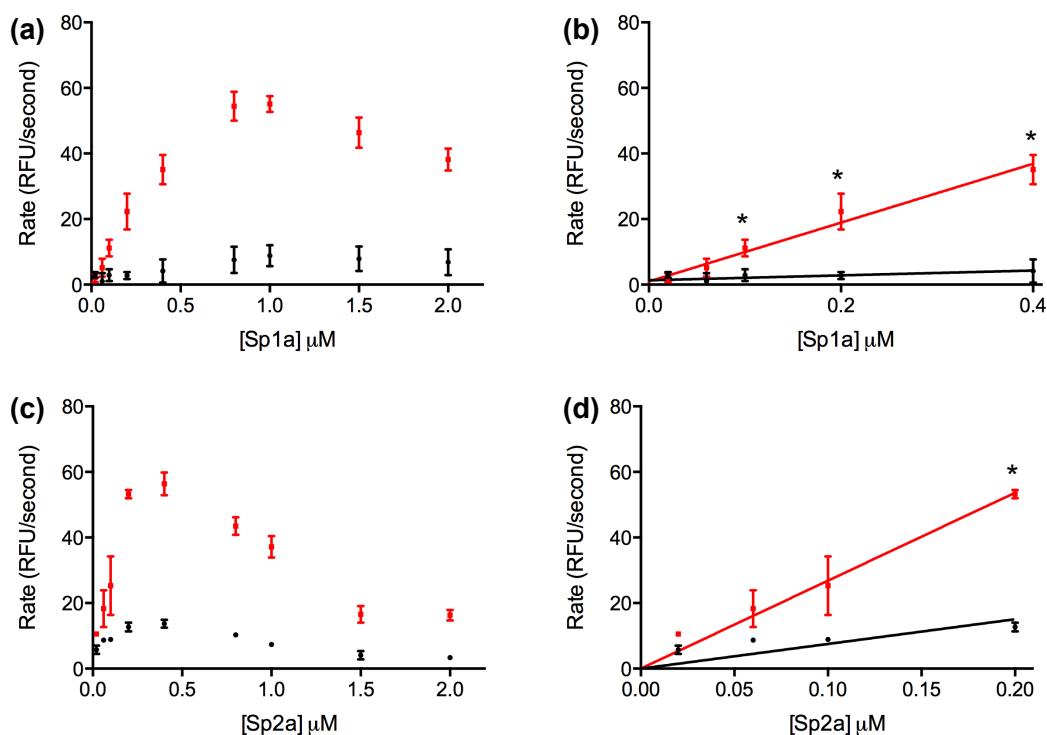 (a)
80
60
40
20
0
Rate (RFU/second)
0.0 0.5 1.0 1.5 2.0
[Sp1a] μM
(b)
80
60
40
20
0
Rate (RFU/second)
* * *
0.0 0.2 0.4
[Sp1a] μM
(c)
80
60
40
20
0
Rate (RFU/second)
0.0 0.5 1.0 1.5 2.0
[Sp2a] μM
(d)
80
60
40
20
0
Rate (RFU/second)
*
0.00 0.05 0.10 0.15 0.20
[Sp2a] μM